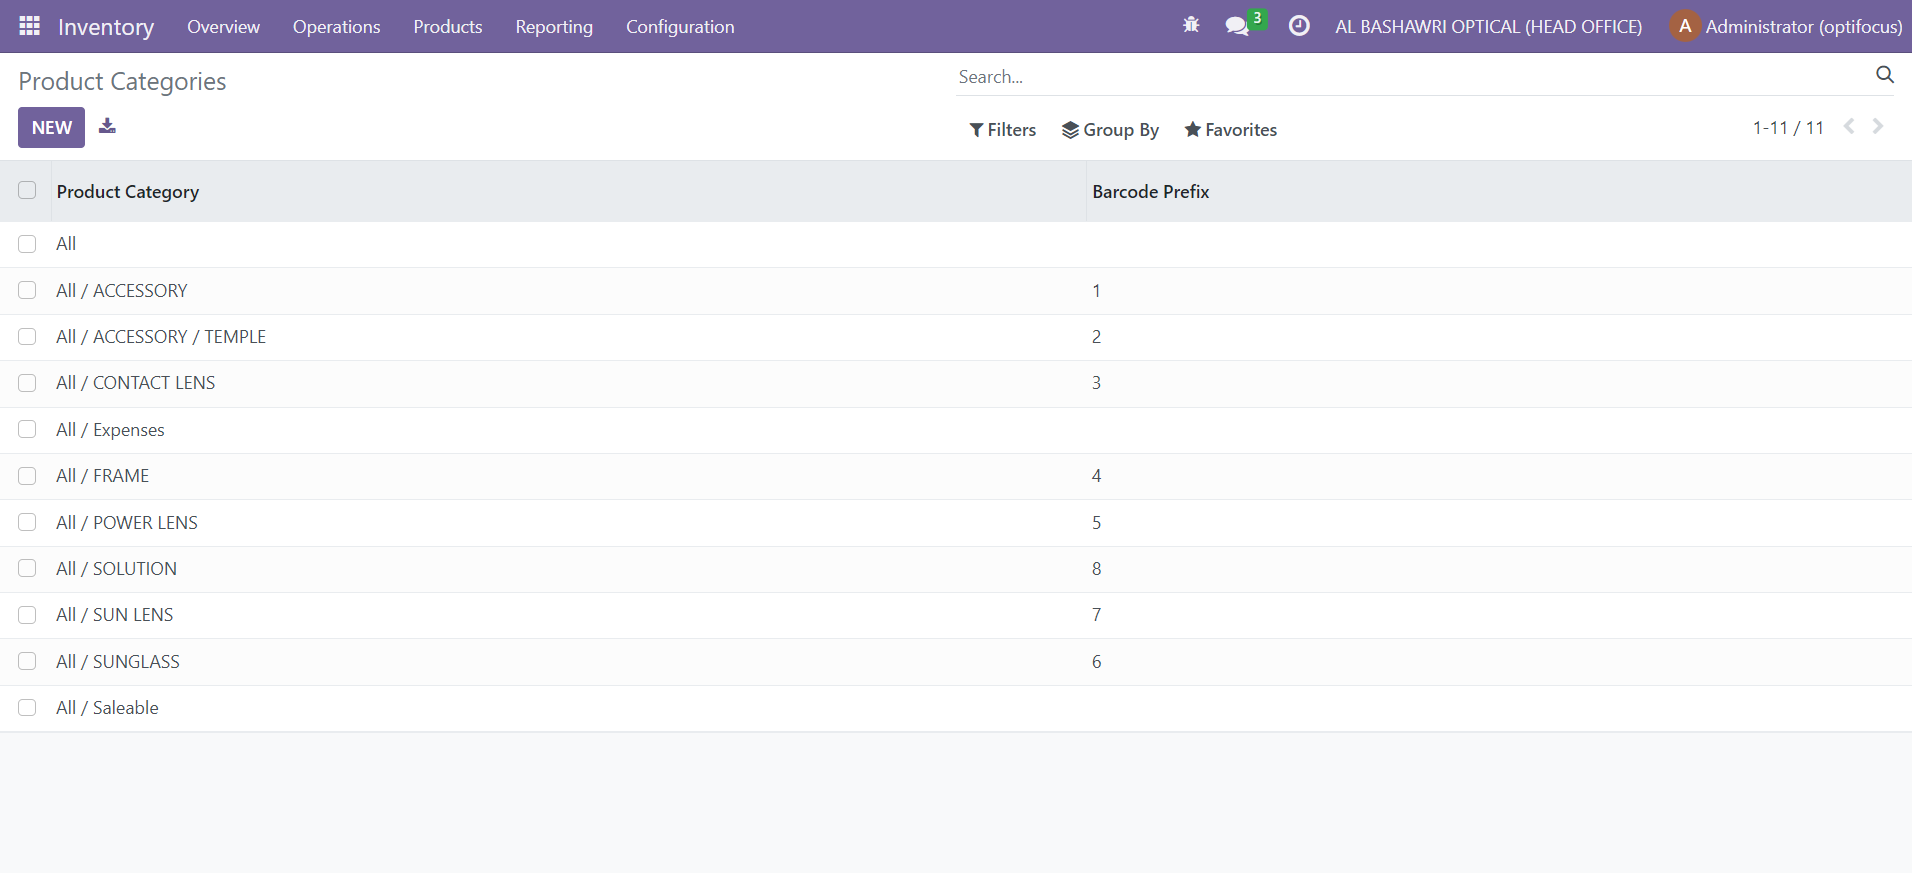 Inventory Overview Operations Products Reporting Configuration 3 AL BASHAWRI OPTICAL (HEAD OFFICE) A Administrator (optifocus)
Product Categories Search...
NEW Filters Group By Favorites 1-11 / 11
Product Category Barcode Prefix
All
All / ACCESSORY 1
All / ACCESSORY / TEMPLE 2
All / CONTACT LENS 3
All / Expenses
All / FRAME 4
All / POWER LENS 5
All / SOLUTION 8
All / SUN LENS 7
All / SUNGLASS 6
All / Saleable